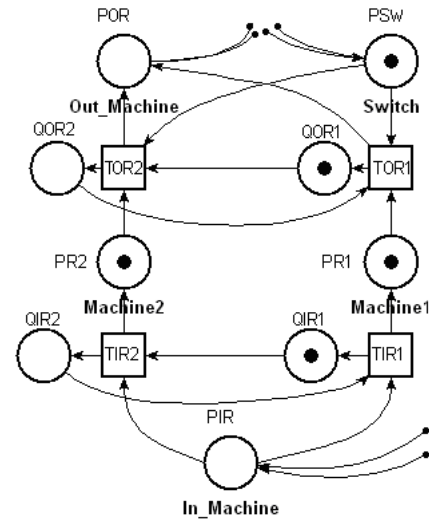 POR
PSW
Out_Machine
Switch
QOR2
QOR1
TOR2
TOR1
PR2
PR1
Machine2
Machine1
QIR2
QIR1
TIR2
TIR1
PIR
In_Machine